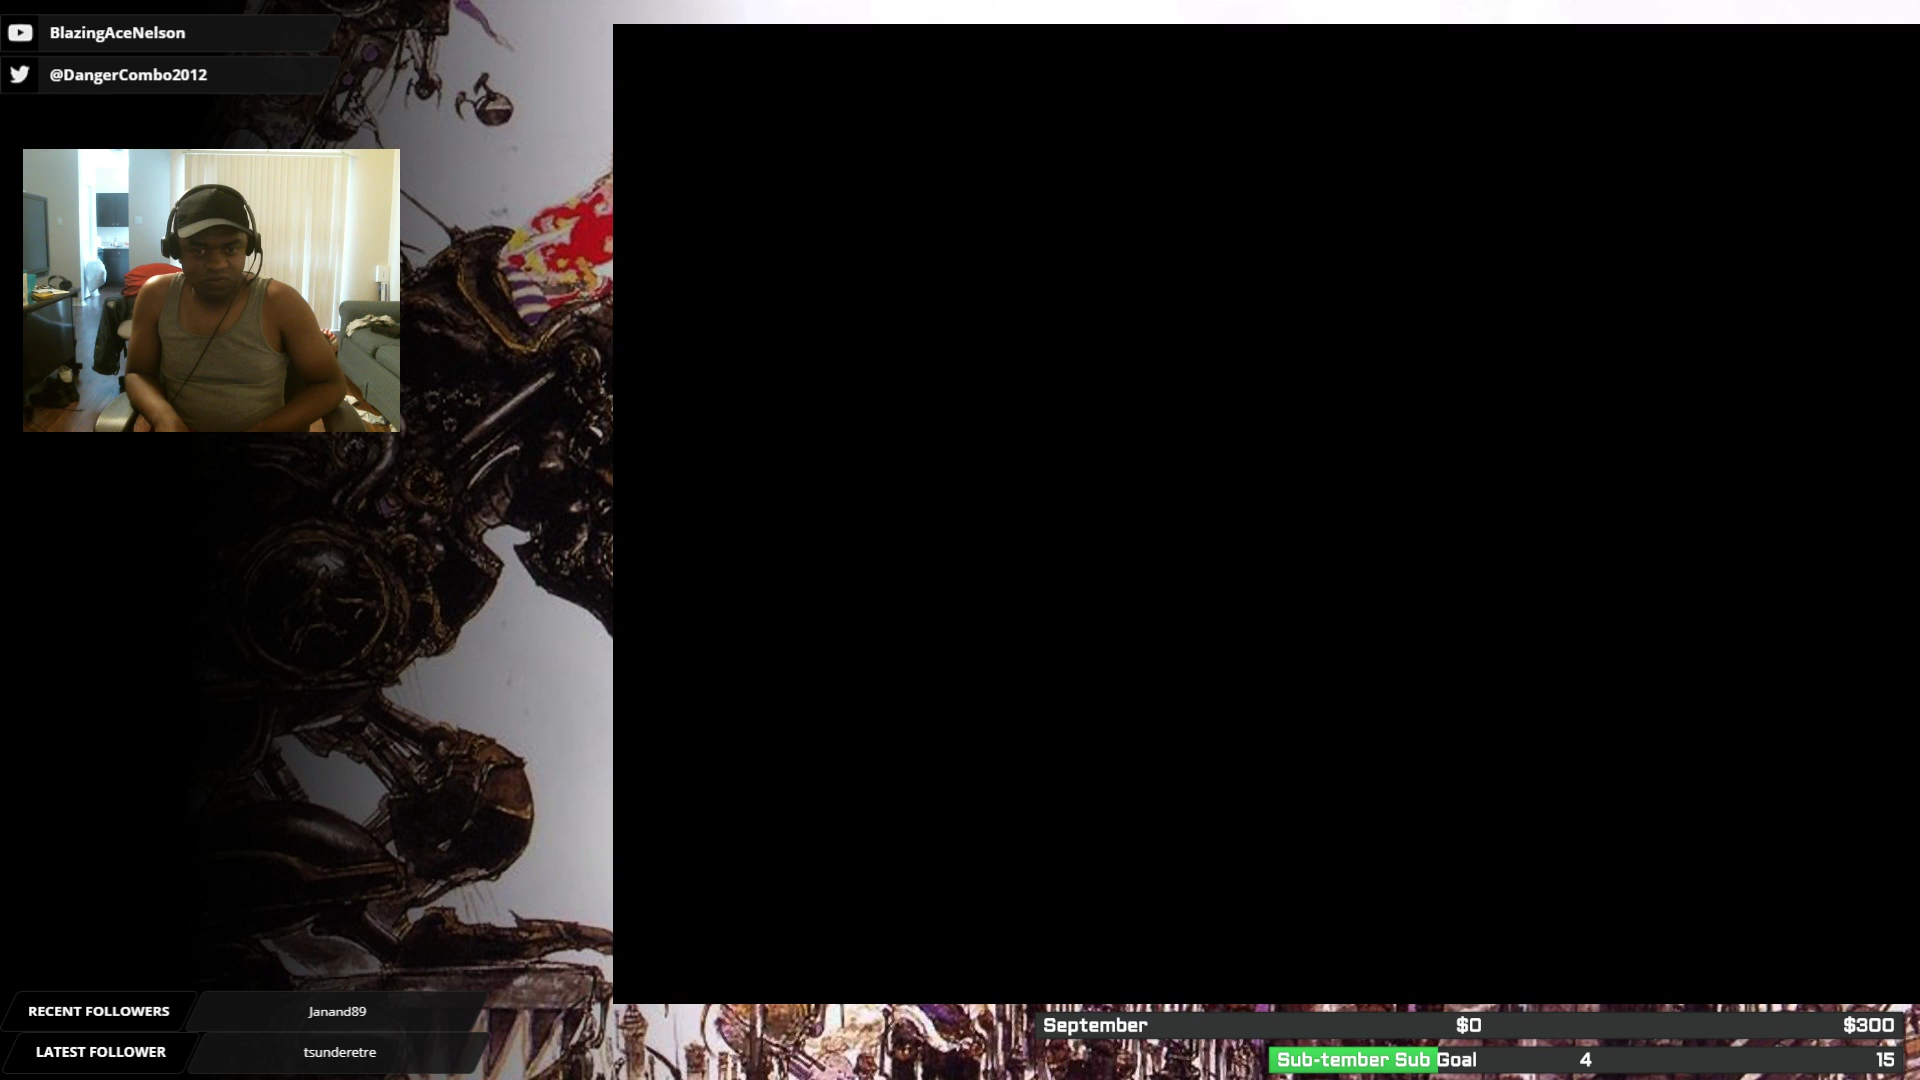 BlazingAceNelson
@DangerCombo2012
RECENT FOLLOWERS
Janand89
LATEST FOLLOWER
tsunderetre
September $0 $300
Sub-tember Sub Goal 4 15